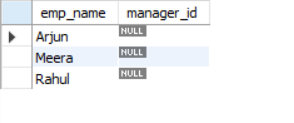 emp_name manager_id
Arjun NULL
Meera NULL
Rahul NULL